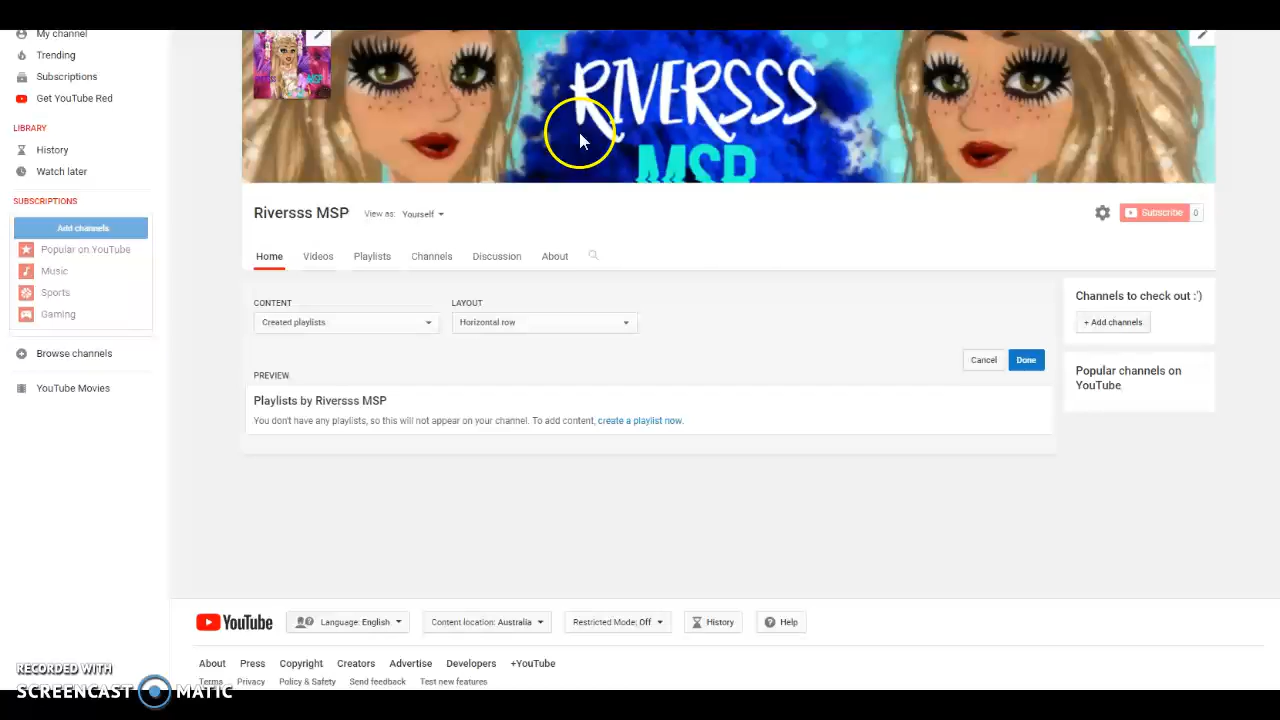 My channel
Trending
Subscriptions
Get YouTube Red
LIBRARY
History
Watch later
SUBSCRIPTIONS
Add channels
Popular on YouTube
Music
Sports
Gaming
Browse channels
YouTube Movies
RIVERSSS
MSP
MSP
Riversss MSP
View as: Yourself
Subscribe 0
Home Videos Playlists Channels Discussion About
CONTENT LAYOUT
Created playlists Horizontal row
Cancel Done
PREVIEW
Playlists by Riversss MSP
You don't have any playlists, so this will not appear on your channel. To add content, create a playlist now.
Channels to check out :')
+ Add channels
Popular channels on
YouTube
YouTube Language: English Content location: Australia Restricted Mode: Off History Help
About Press Copyright Creators Advertise Developers +YouTube
Terms Privacy Policy & Safety Send feedback Test new features
RECORDED WITH
SCREENCAST MATIC